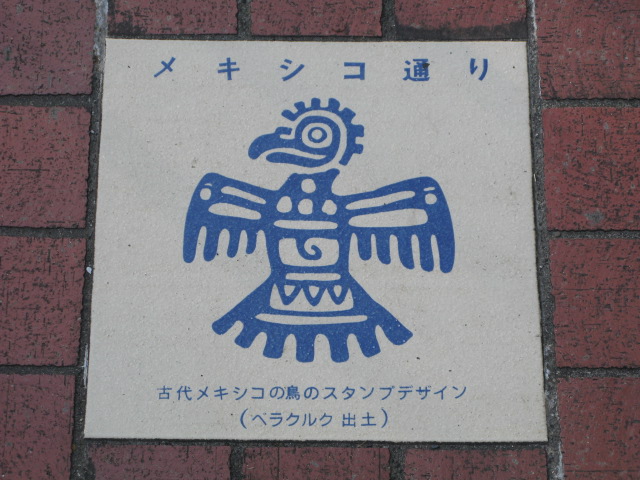 メキシコ通り
古代メキシコの鳥のスタンプデザイン
(ベラクルク 出土)